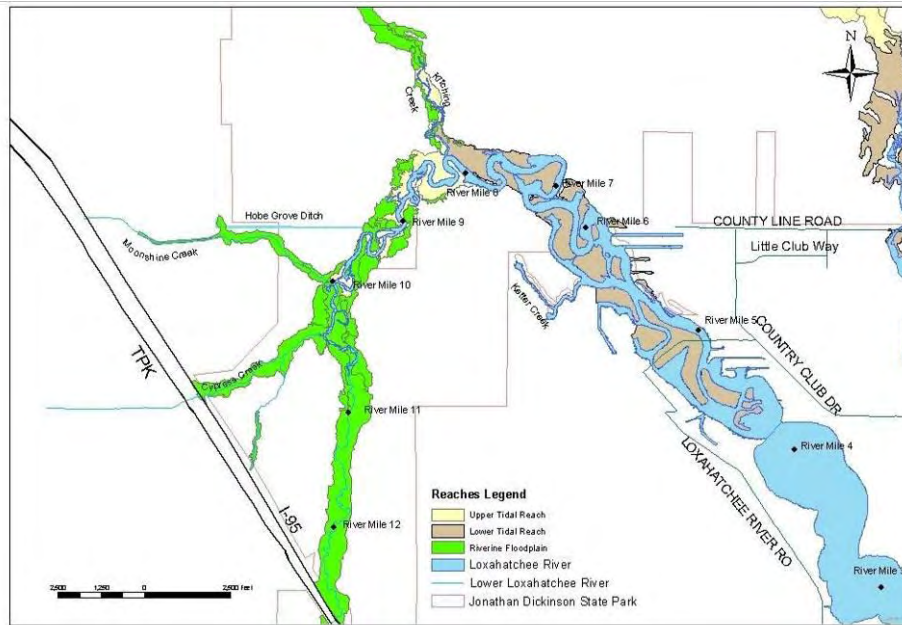 N
Kitching
Creek
River Mile 8
River Mile 7
River Mile 6
River Mile 9
Hobe Grove Ditch
COUNTY LINE ROAD
Little Club Way
Moonshine Creek
River Mile 10
River Mile 5
COUNTRY CLUB DR
TPK
Cypress Creek
River Mile 11
River Mile 4
LOXAHATCHEE RIVER RO
I-95
River Mile 12
River Mile 3
Reaches Legend
Upper Tidal Reach
Lower Tidal Reach
Riverine Floodplain
Loxahatchee River
Lower Loxahatchee River
Jonathan Dickinson State Park
2,500 1,250 0 2,500 Feet